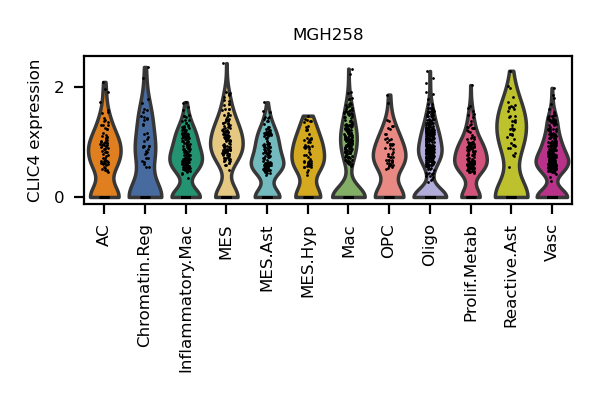 MGH258
CLIC4 expression
2
0
AC
Chromatin.Reg
Inflammatory.Mac
MES
MES.Ast
MES.Hyp
Mac
OPC
Oligo
Prolif.Metab
Reactive.Ast
Vasc